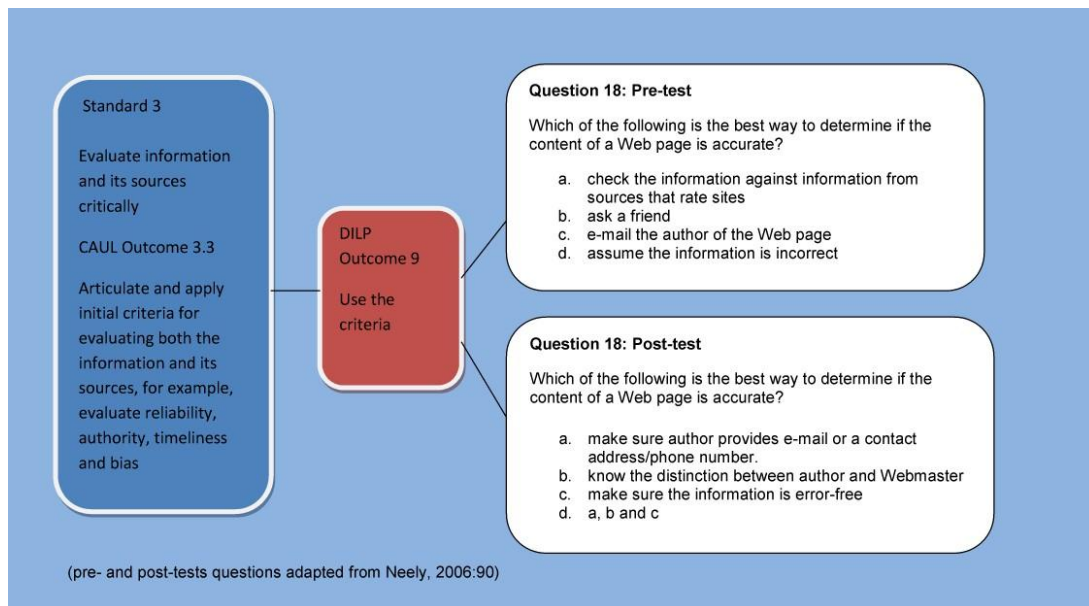 Standard 3
Evaluate information
and its sources
critically
CAUL Outcome 3.3
Articulate and apply
initial criteria for
evaluating both the
information and its
sources, for example,
evaluate reliability,
authority, timeliness
and bias
DILP
Outcome 9
Use the
criteria
Question 18: Pre-test
Which of the following is the best way to determine if the
content of a Web page is accurate?
a. check the information against information from
sources that rate sites
b. ask a friend
c. e-mail the author of the Web page
d. assume the information is incorrect
Question 18: Post-test
Which of the following is the best way to determine if the
content of a Web page is accurate?
a. make sure author provides e-mail or a contact
address/phone number.
b. know the distinction between author and Webmaster
c. make sure the information is error-free
d. a, b and c
(pre- and post-tests questions adapted from Neely, 2006:90)